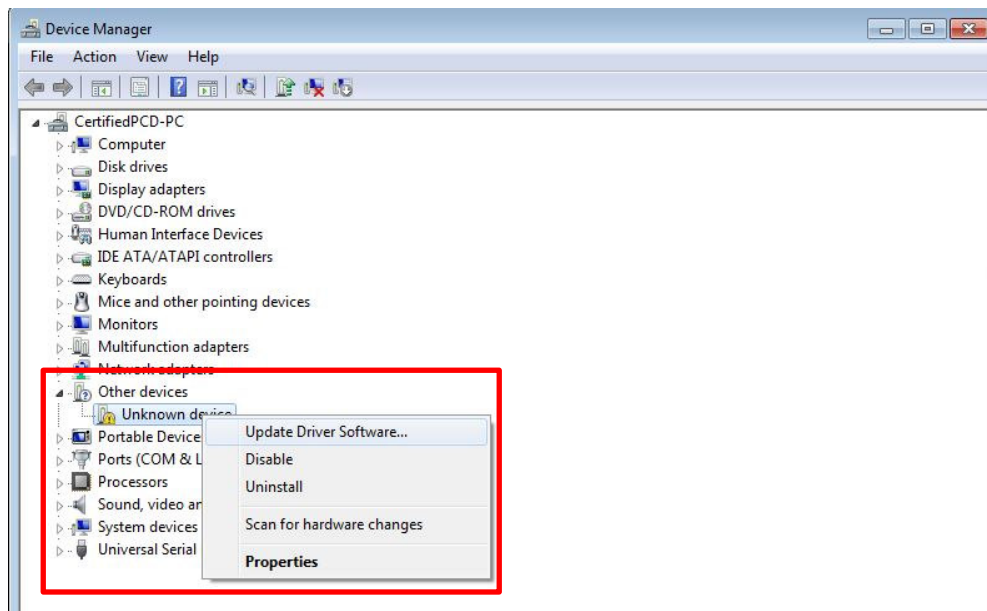 Device Manager
File Action View Help
CertifiedPCD-PC
Computer
Disk drives
Display adapters
DVD/CD-ROM drives
Human Interface Devices
IDE ATA/ATAPI controllers
Keyboards
Mice and other pointing devices
Monitors
Multifunction adapters
Network adapters
Other devices
Unknown device
Portable Device
Ports (COM & L
Processors
Sound, video ar
System devices
Universal Serial
Update Driver Software...
Disable
Uninstall
Scan for hardware changes
Properties